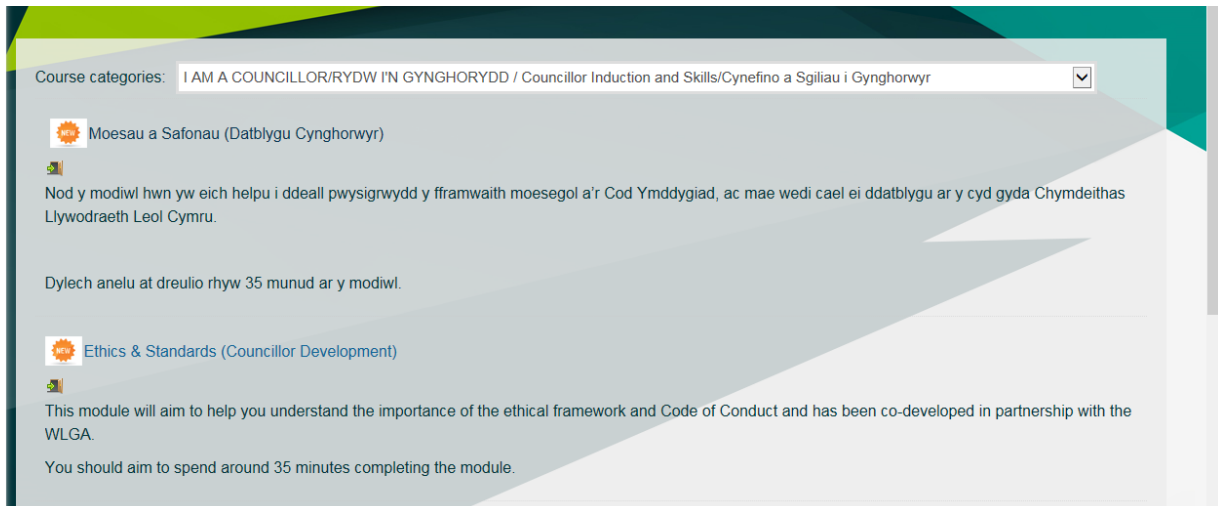 Course categories: I AM A COUNCILLOR/RYDW I'N GYNGHORYDD / Councillor Induction and Skills/Cynefino a Sgiliau i Gynghorwyr
NEW Moesau a Safonau (Datblygu Cynghorwyr)
Nod y modiwl hwn yw eich helpu i ddeall pwysigrwydd y fframwaith moesegol a'r Cod Ymddygiad, ac mae wedi cael ei ddatblygu ar y cyd gyda Chymdeithas
Llywodraeth Leol Cymru.
Dylech anelu at dreulio rhyw 35 munud ar y modiwl.
NEW Ethics & Standards (Councillor Development)
This module will aim to help you understand the importance of the ethical framework and Code of Conduct and has been co-developed in partnership with the
WLGA.
You should aim to spend around 35 minutes completing the module.